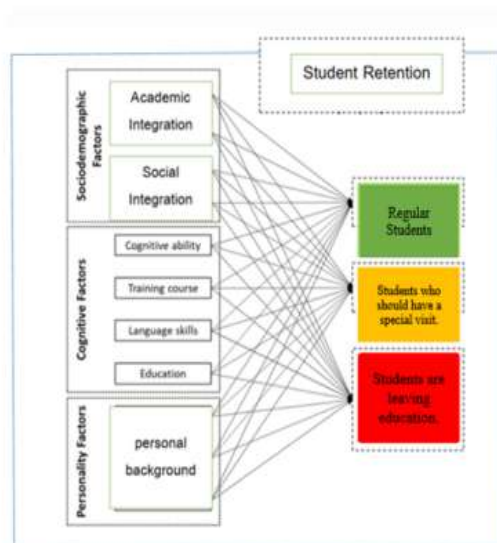 Student Retention
Sociodemographic
Factors
Academic
Integration
Social
Integration
Cognitive Factors
Cognitive ability
Training course
Language skills
Education
Personality Factors
personal
background
Regular
Students
Students who
should have a
special visit.
Students are
leaving
education.